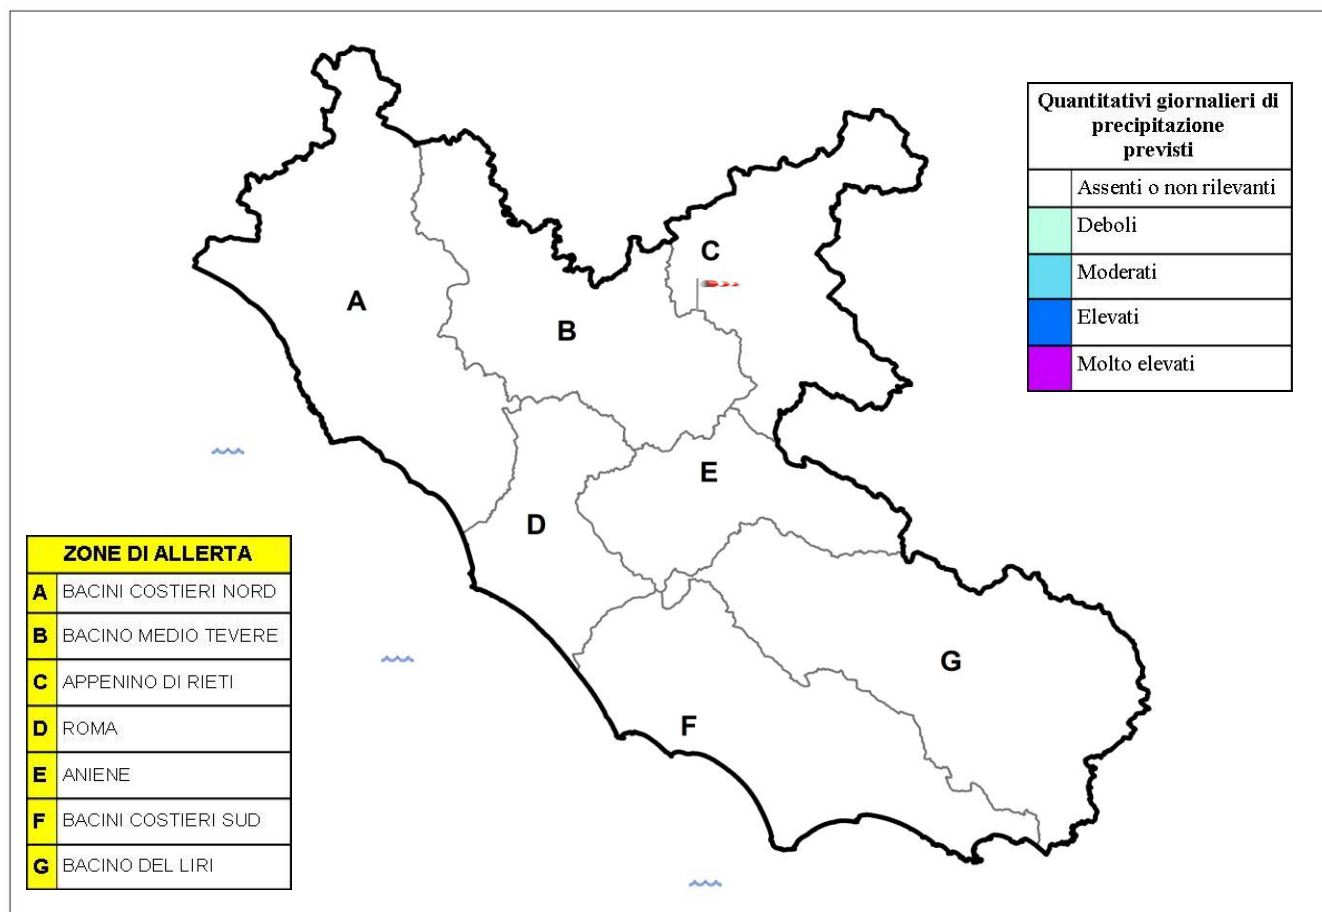 Quantitativi giornalieri di
precipitazione
previsti
Assenti o non rilevanti
Deboli
Moderati
Elevati
Molto elevati
C
A
B
E
D
G
F
ZONE DI ALLERTA
A BACINI COSTIERI NORD
B BACINO MEDIO TEVERE
C APPENINO DI RIETI
D ROMA
E ANIENE
F BACINI COSTIERI SUD
G BACINO DEL LIRI